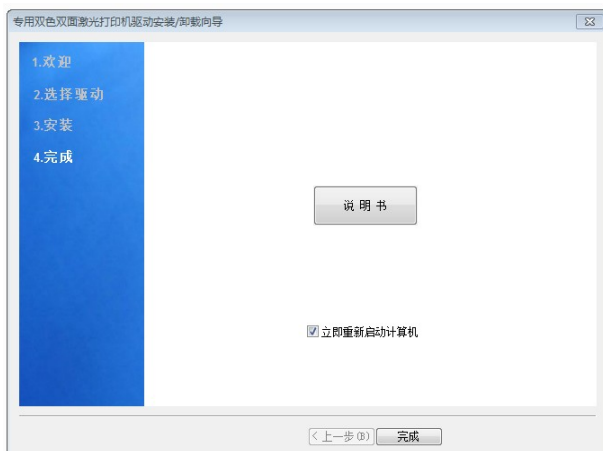 专用双色双面激光打印机驱动安装/卸载向导
1.欢迎
2.选择驱动
3.安装
4.完成
说 明 书
立即重新启动计算机
< 上一步(B) 完成